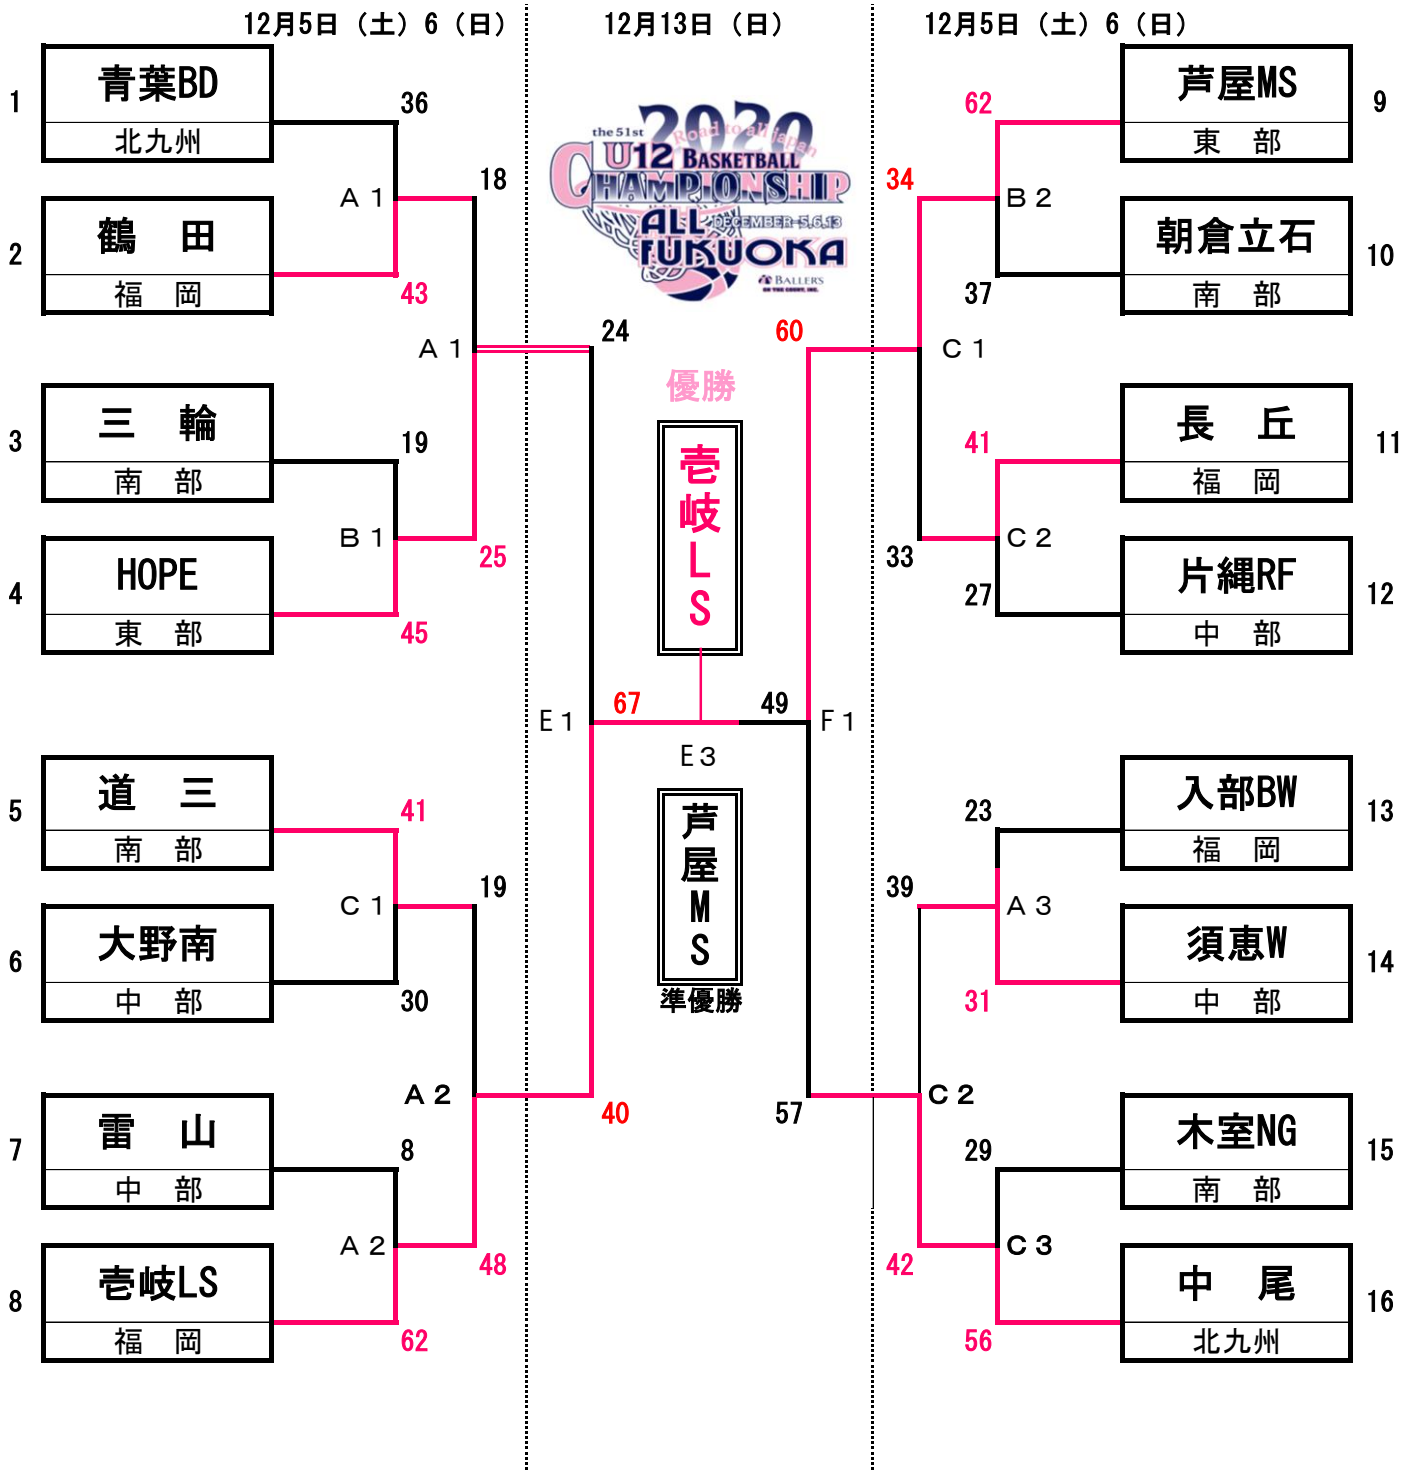 12月5日（土）6（日）
12月13日（日）
12月5日（土）6（日）
the 51st
2020
Road to all japan
U12 BASKETBALL
CHAMPIONSHIP
DECEMBER-5.6.13
ALL
FUKUOKA
BALLERS
ON THE COURT, INC.
1
青葉BD
北九州
36
A 1
2
鶴　田
福　岡
43
18
A 1
3
三　輪
南　部
19
B 1
4
HOPE
東　部
45
25
24
5
道　三
南　部
41
C 1
6
大野南
中　部
30
19
A 2
7
雷　山
中　部
8
A 2
8
壱岐LS
福　岡
62
48
40
E 1
優勝
壱岐LS
67
49
E 3
芦屋MS
準優勝
F 1
60
57
34
C 1
33
62
芦屋MS
東　部
9
B 2
37
朝倉立石
南　部
10
41
長　丘
福　岡
11
C 2
27
片縄RF
中　部
12
23
入部BW
福　岡
13
39
A 3
31
須恵W
中　部
14
C 2
29
木室NG
南　部
15
42
C 3
56
中　尾
北九州
16